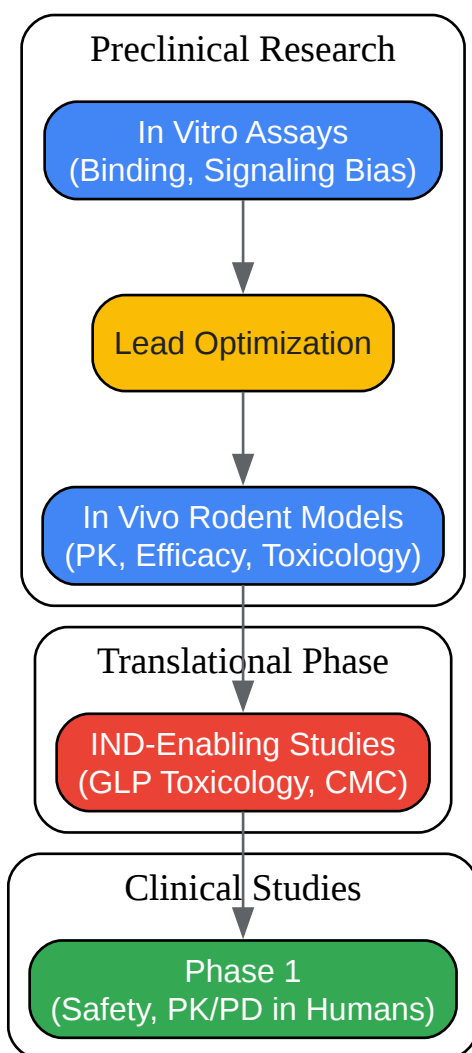 Preclinical Research
In Vitro Assays
(Binding, Signaling Bias)
Lead Optimization
In Vivo Rodent Models
(PK, Efficacy, Toxicology)
Translational Phase
IND-Enabling Studies
(GLP Toxicology, CMC)
Clinical Studies
Phase 1
(Safety, PK/PD in Humans)